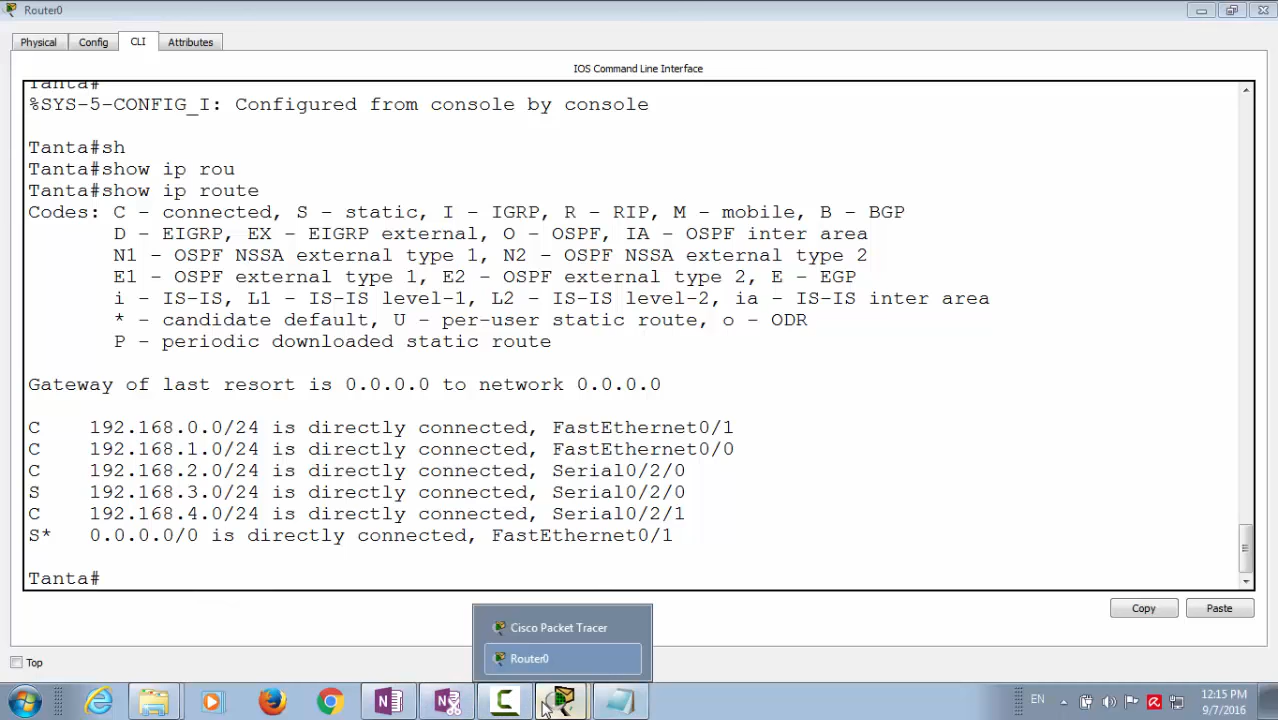 Router0
Physical Config CLI Attributes
IOS Command Line Interface
Tanta#
%SYS-5-CONFIG_I: Configured from console by console
Tanta#sh
Tanta#show ip rou
Tanta#show ip route
Codes: C - connected, S - static, I - IGRP, R - RIP, M - mobile, B - BGP
D - EIGRP, EX - EIGRP external, O - OSPF, IA - OSPF inter area
N1 - OSPF NSSA external type 1, N2 - OSPF NSSA external type 2
E1 - OSPF external type 1, E2 - OSPF external type 2, E - EGP
i - IS-IS, L1 - IS-IS level-1, L2 - IS-IS level-2, ia - IS-IS inter area
* - candidate default, U - per-user static route, o - ODR
P - periodic downloaded static route
Gateway of last resort is 0.0.0.0 to network 0.0.0.0
C 192.168.0.0/24 is directly connected, FastEthernet0/1
C 192.168.1.0/24 is directly connected, FastEthernet0/0
C 192.168.2.0/24 is directly connected, Serial0/2/0
S 192.168.3.0/24 is directly connected, Serial0/2/0
C 192.168.4.0/24 is directly connected, Serial0/2/1
S* 0.0.0.0/0 is directly connected, FastEthernet0/1
Tanta#
Copy Paste
Cisco Packet Tracer
Router0
Top
EN
12:15 PM
9/7/2016